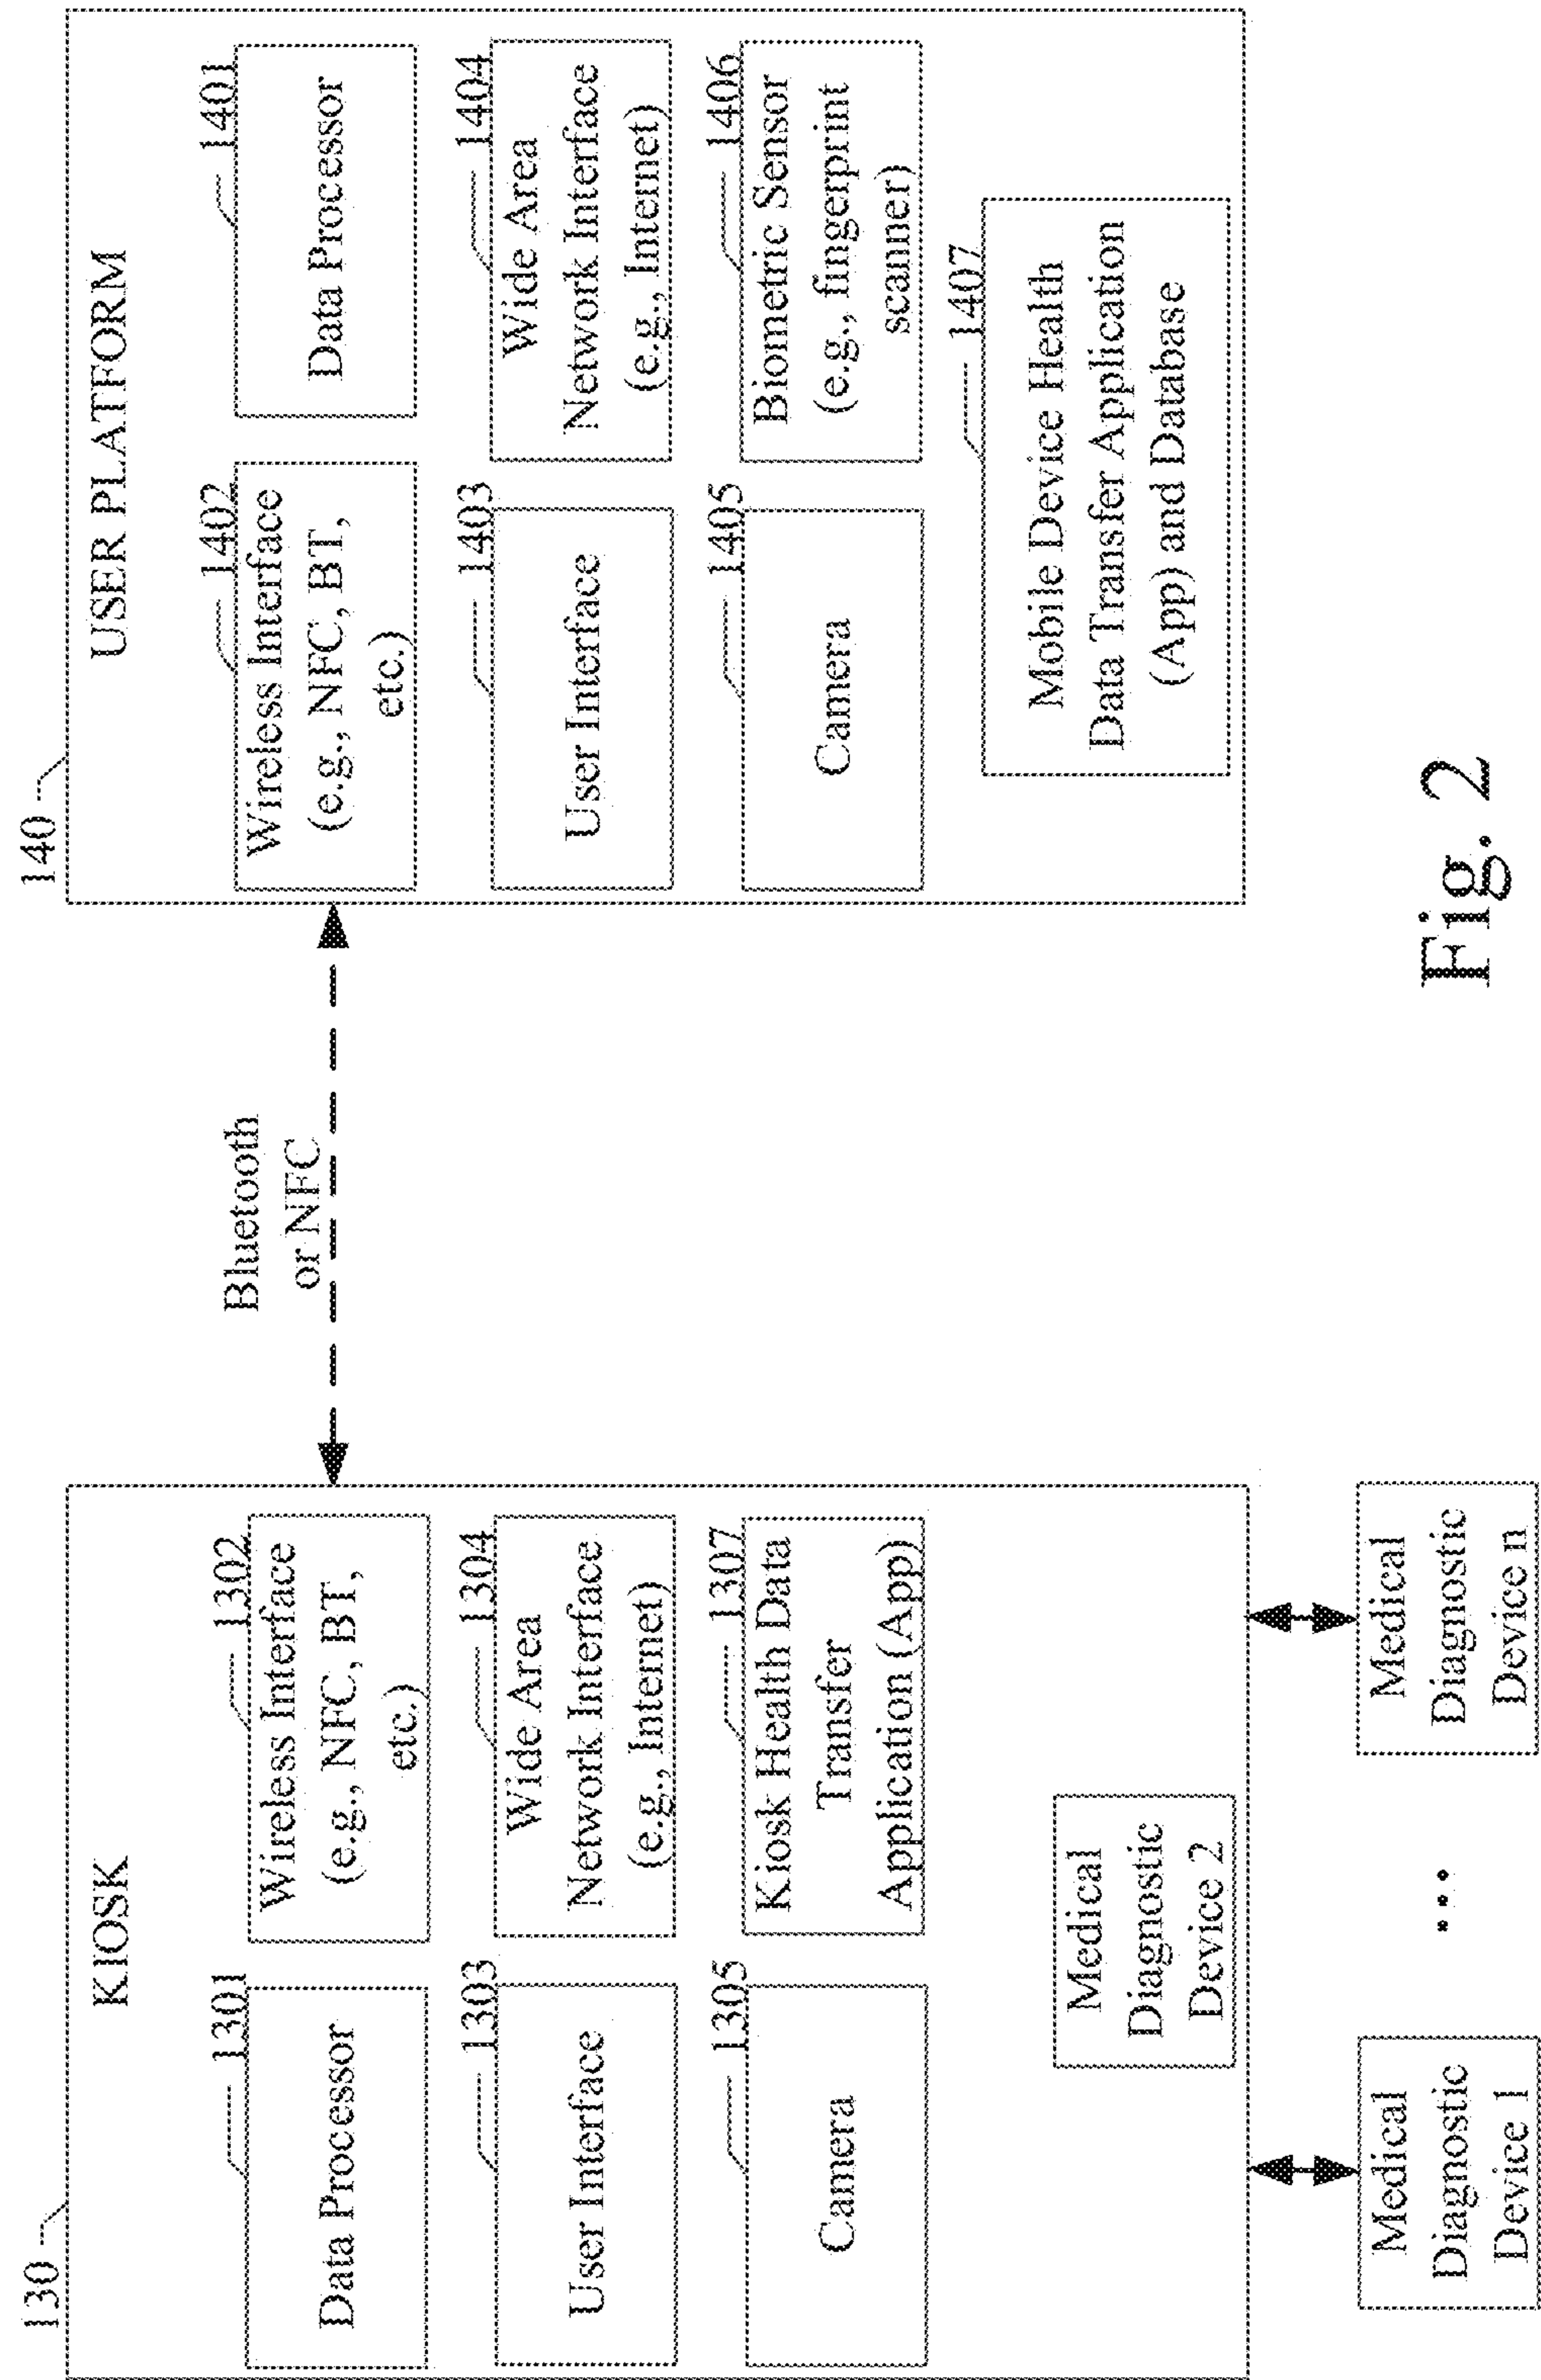 130
KIOSK
1301
Data Processor
1302
Wireless Interface
(e.g., NFC, BT,
etc.)
1303
User Interface
1304
Wide Area
Network Interface
(e.g., Internet)
1305
Camera
1307
Kiosk Health Data
Transfer
Application (App)
Medical
Diagnostic
Device 2
Medical
Diagnostic
Device 1
...
Medical
Diagnostic
Device n
Bluetooth
or NFC
140
USER PLATFORM
1402
Wireless Interface
(e.g., NFC, BT,
etc.)
1401
Data Processor
1403
User Interface
1404
Wide Area
Network Interface
(e.g., Internet)
1405
Camera
1406
Biometric Sensor
(e.g., fingerprint
scanner)
1407
Mobile Device Health
Data Transfer Application
(App) and Database
Fig. 2